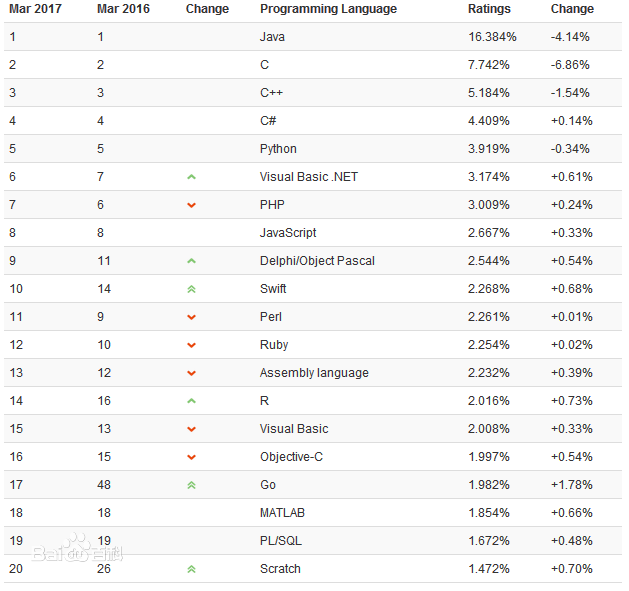 Mar 2017 Mar 2016 Change Programming Language Ratings Change
1 1 Java 16.384% -4.14%
2 2 C 7.742% -6.86%
3 3 C++ 5.184% -1.54%
4 4 C# 4.409% +0.14%
5 5 Python 3.919% -0.34%
6 7 Visual Basic .NET 3.174% +0.61%
7 6 PHP 3.009% +0.24%
8 8 JavaScript 2.667% +0.33%
9 11 Delphi/Object Pascal 2.544% +0.54%
10 14 Swift 2.268% +0.68%
11 9 Perl 2.261% +0.01%
12 10 Ruby 2.254% +0.02%
13 12 Assembly language 2.232% +0.39%
14 16 R 2.016% +0.73%
15 13 Visual Basic 2.008% +0.33%
16 15 Objective-C 1.997% +0.54%
17 48 Go 1.982% +1.78%
18 18 MATLAB 1.854% +0.66%
19 19 PL/SQL 1.672% +0.48%
Baidu百科
20 26 Scratch 1.472% +0.70%